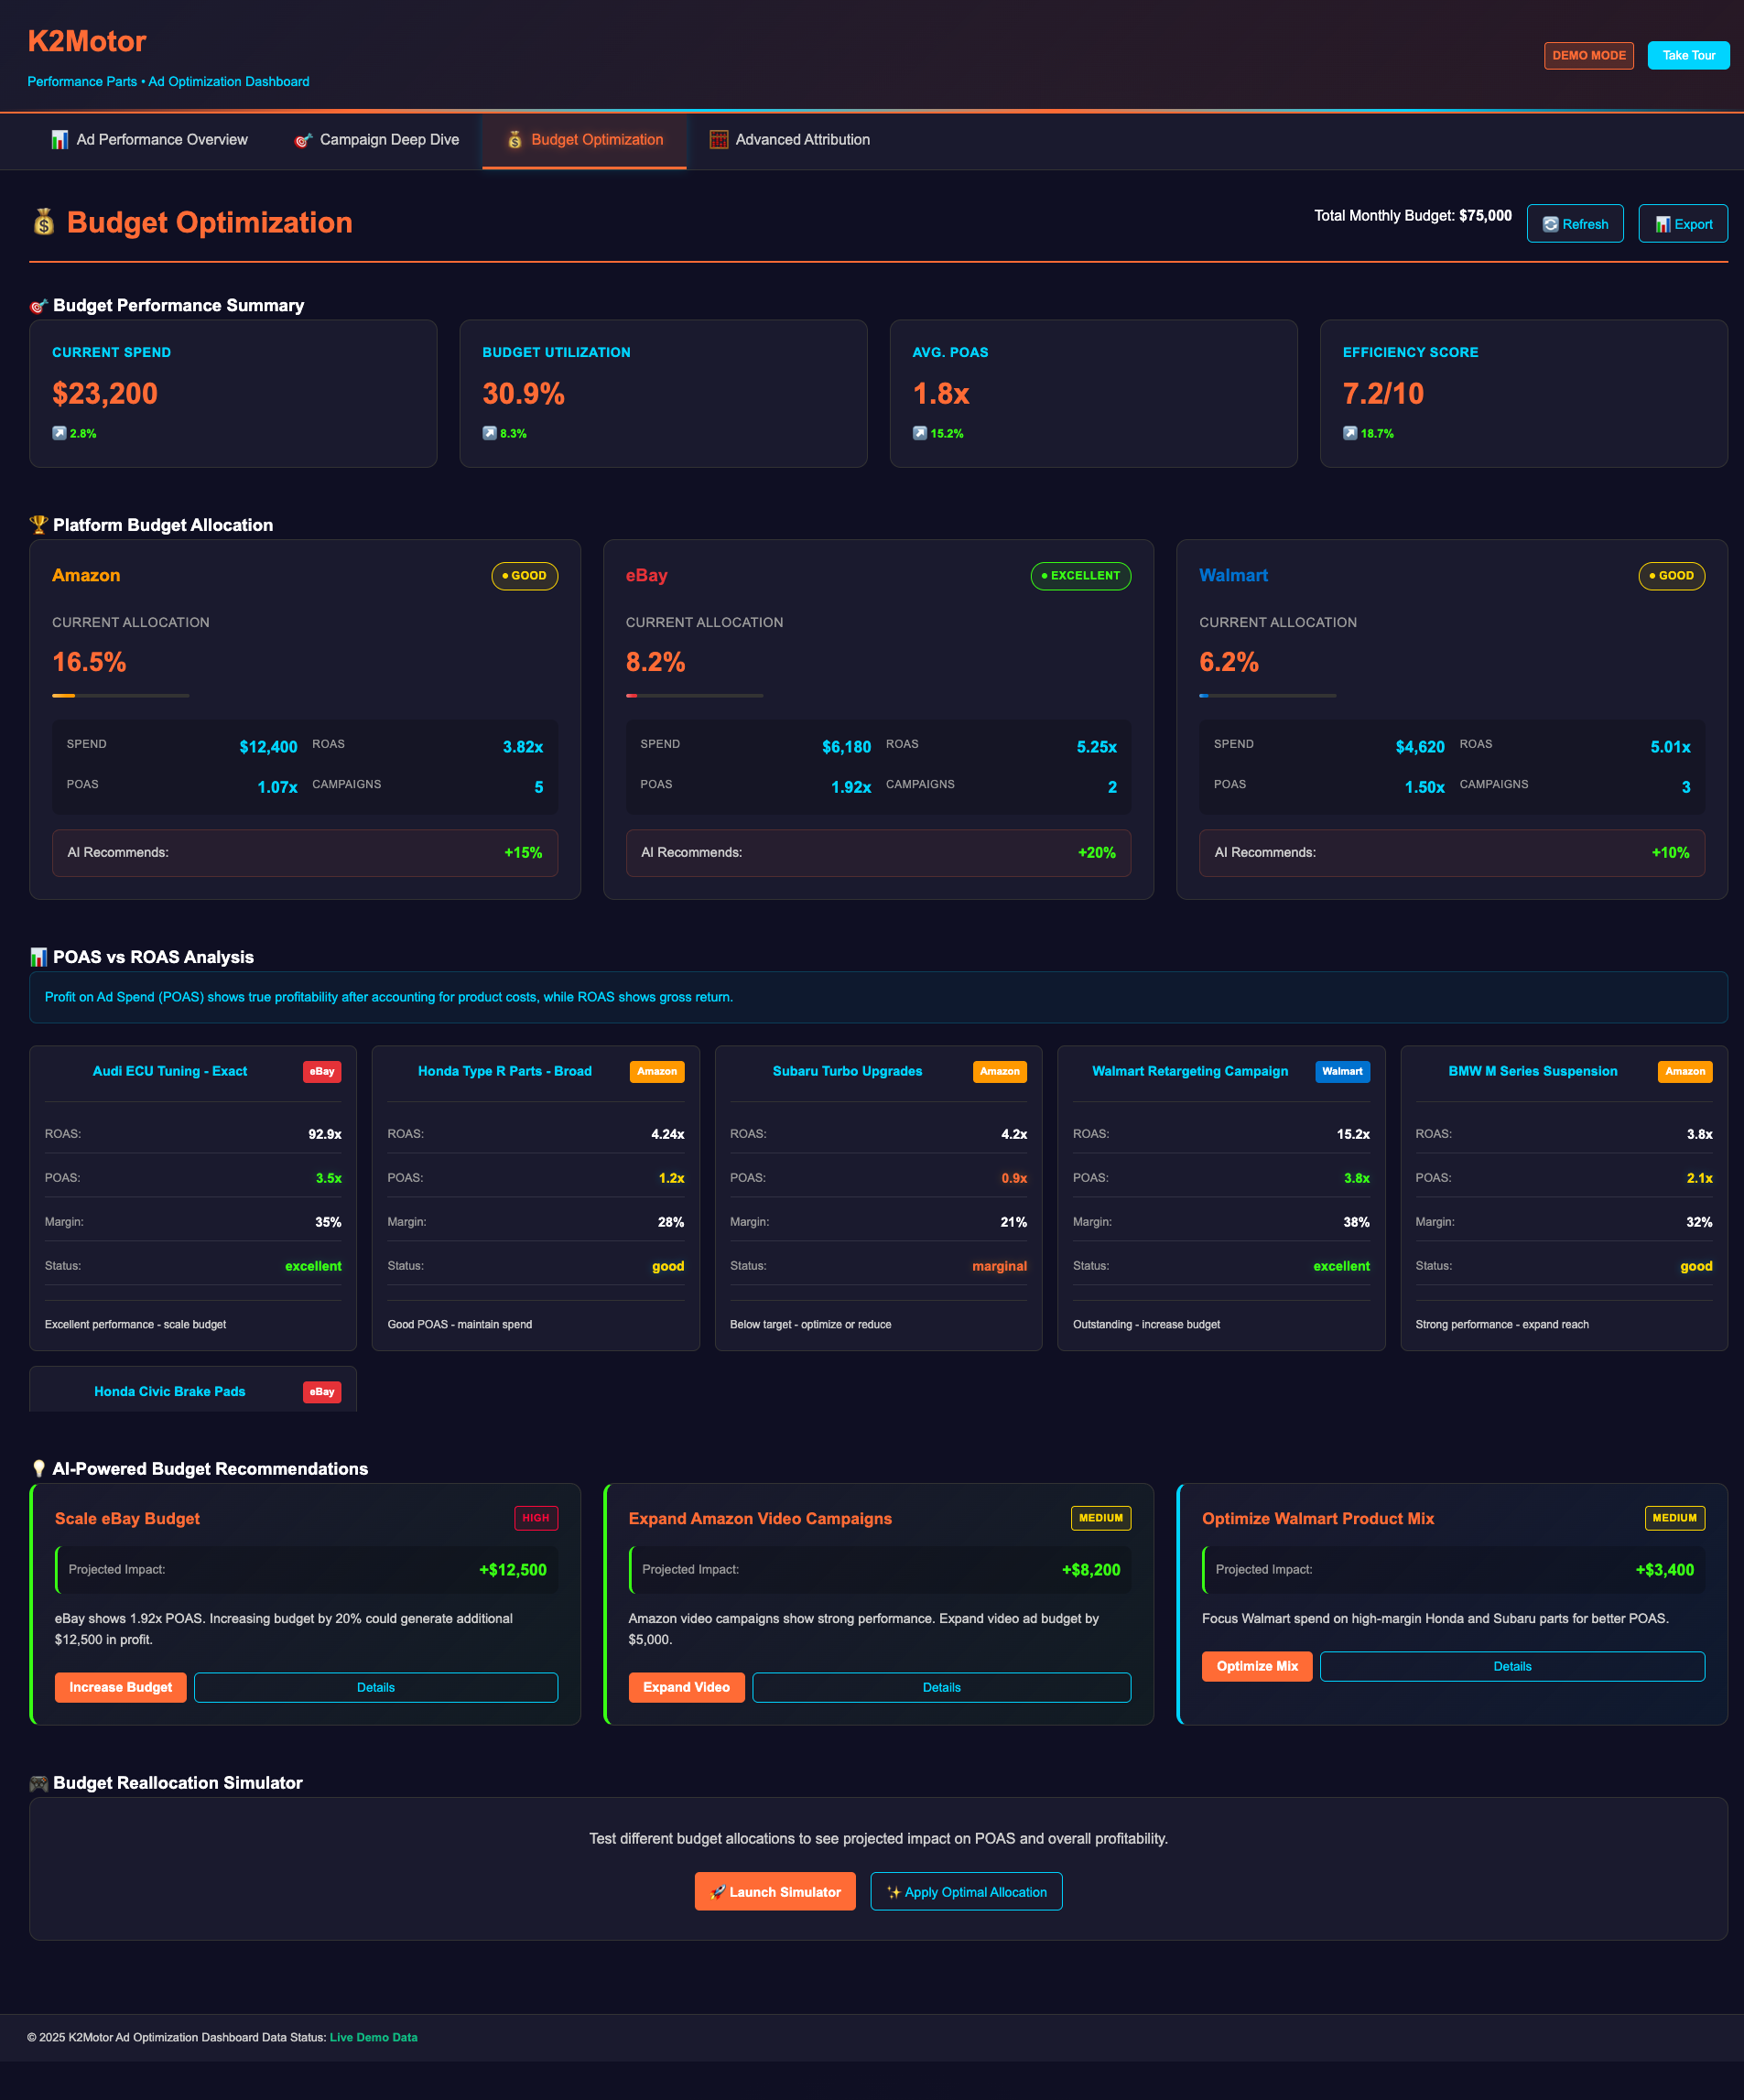 K2Motor
Performance Parts • Ad Optimization Dashboard
DEMO MODE
Take Tour
Ad Performance Overview
Campaign Deep Dive
Budget Optimization
Advanced Attribution
Budget Optimization
Total Monthly Budget: $75,000
Refresh
Export
Budget Performance Summary
CURRENT SPEND
$23,200
2.8%
BUDGET UTILIZATION
30.9%
8.3%
AVG. POAS
1.8x
15.2%
EFFICIENCY SCORE
7.2/10
18.7%
Platform Budget Allocation
Amazon
● GOOD
CURRENT ALLOCATION
16.5%
SPEND $12,400 ROAS 3.82x
POAS 1.07x CAMPAIGNS 5
AI Recommends: +15%
eBay
● EXCELLENT
CURRENT ALLOCATION
8.2%
SPEND $6,180 ROAS 5.25x
POAS 1.92x CAMPAIGNS 2
AI Recommends: +20%
Walmart
● GOOD
CURRENT ALLOCATION
6.2%
SPEND $4,620 ROAS 5.01x
POAS 1.50x CAMPAIGNS 3
AI Recommends: +10%
POAS vs ROAS Analysis
Profit on Ad Spend (POAS) shows true profitability after accounting for product costs, while ROAS shows gross return.
Audi ECU Tuning - Exact eBay
ROAS: 92.9x
POAS: 3.5x
Margin: 35%
Status: excellent
Excellent performance - scale budget
Honda Type R Parts - Broad Amazon
ROAS: 4.24x
POAS: 1.2x
Margin: 28%
Status: good
Good POAS - maintain spend
Subaru Turbo Upgrades Amazon
ROAS: 4.2x
POAS: 0.9x
Margin: 21%
Status: marginal
Below target - optimize or reduce
Walmart Retargeting Campaign Walmart
ROAS: 15.2x
POAS: 3.8x
Margin: 38%
Status: excellent
Outstanding - increase budget
BMW M Series Suspension Amazon
ROAS: 3.8x
POAS: 2.1x
Margin: 32%
Status: good
Strong performance - expand reach
Honda Civic Brake Pads eBay
AI-Powered Budget Recommendations
Scale eBay Budget HIGH
Projected Impact: +$12,500
eBay shows 1.92x POAS. Increasing budget by 20% could generate additional
$12,500 in profit.
Increase Budget
Details
Expand Amazon Video Campaigns MEDIUM
Projected Impact: +$8,200
Amazon video campaigns show strong performance. Expand video ad budget by
$5,000.
Expand Video
Details
Optimize Walmart Product Mix MEDIUM
Projected Impact: +$3,400
Focus Walmart spend on high-margin Honda and Subaru parts for better POAS.
Optimize Mix
Details
Budget Reallocation Simulator
Test different budget allocations to see projected impact on POAS and overall profitability.
Launch Simulator
Apply Optimal Allocation
© 2025 K2Motor Ad Optimization Dashboard Data Status: Live Demo Data